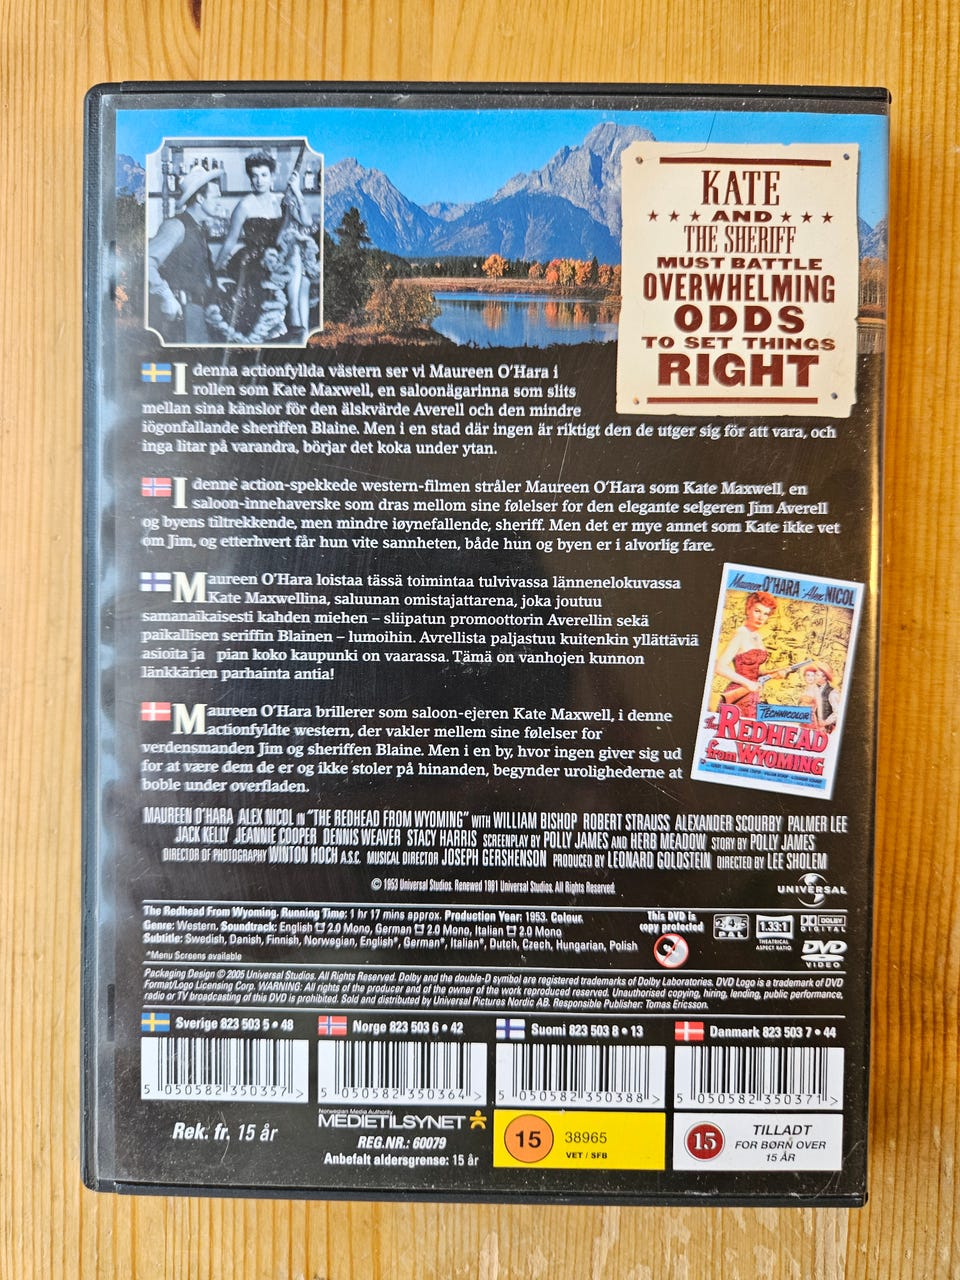 KATE
AND
THE SHERIFF
MUST BATTLE
OVERWHELMING
ODDS
TO SET THINGS
RIGHT
I denna actionfyllda västern ser vi Maureen O'Hara i
rollen som Kate Maxwell, en saloonägarinna som slits
mellan sina känslor för den älskvärde Averell och den mindre
iögonfallande sheriffen Blaine. Men i en stad där ingen är riktigt den de utger sig för att vara, och
inga litar på varandra, börjar det koka under ytan.
I denne action-spekkede western-filmen stråler Maureen O'Hara som Kate Maxwell, en
saloon-innehaverske som dras mellom sine følelser for den elegante selgeren Jim Averell
og byens tiltrekkende, men mindre iøynefallende, sheriff. Men det er mye annet som Kate ikke vet
om Jim, og etterhvert får hun vite sannheten, både hun og byen er i alvorlig fare.
Maureen O'Hara loistaa tässä toimintaa tulvivassa lännenelokuvassa
Kate Maxwellina, saluunan omistajattarena, joka joutuu
samanaikaisesti kahden miehen – sliipatun promoottorin Averellin sekä
paikallisen seriffin Blainen – lumoihin. Avrellista paljastuu kuitenkin yllättäviä
asioita ja pian koko kaupunki on vaarassa. Tämä on vanhojen kunnon
länkkärien parhainta antia!
Maureen O'Hara brillerer som saloon-ejeren Kate Maxwell, i denne
actionfyldte western, der vakler mellem sine følelser for
verdensmanden Jim og sheriffen Blaine. Men i en by, hvor ingen giver sig ud
for at være dem de er og ikke stoler på hinanden, begynder urolighederne at
boble under overfladen.
Maureen O'HARA · Alex NICOL
TECHNICOLOR
The REDHEAD
from WYOMING
MAUREEN O'HARA ALEX NICOL IN "THE REDHEAD FROM WYOMING" WITH WILLIAM BISHOP ROBERT STRAUSS ALEXANDER SCOURBY PALMER LEE
JACK KELLY JEANNIE COOPER DENNIS WEAVER STACY HARRIS SCREENPLAY BY POLLY JAMES AND HERB MEADOW STORY BY POLLY JAMES
DIRECTOR OF PHOTOGRAPHY WINTON HOCH A.S.C. MUSICAL DIRECTOR JOSEPH GERSHENSON PRODUCED BY LEONARD GOLDSTEIN DIRECTED BY LEE SHOLEM
© 1953 Universal Studios. Renewed 1981 Universal Studios. All Rights Reserved.
UNIVERSAL
The Redhead From Wyoming. Running Time: 1 hr 17 mins approx. Production Year: 1953. Colour.
Genre: Western. Soundtrack: English 2.0 Mono, German 2.0 Mono, Italian 2.0 Mono
Subtitle: Swedish, Danish, Finnish, Norwegian, English*, German*, Italian*, Dutch, Czech, Hungarian, Polish
*Menu Screens available
This DVD is
copy protected
2 4 5
PAL
1.33:1
THEATRICAL
ASPECT RATIO
DOLBY
DIGITAL
DVD
VIDEO
Packaging Design © 2005 Universal Studios. All Rights Reserved. Dolby and the double-D symbol are registered trademarks of Dolby Laboratories. DVD Logo is a trademark of DVD
Format/Logo Licensing Corp. WARNING: All rights of the producer and of the owner of the work reproduced reserved. Unauthorised copying, hiring, lending, public performance,
radio or TV broadcasting of this DVD is prohibited. Sold and distributed by Universal Pictures Nordic AB. Responsible Publisher: Tomas Ericsson.
Sverige 823 503 5 • 48
Norge 823 503 6 • 42
Suomi 823 503 8 • 13
Danmark 823 503 7 • 44
5 050582 350357 >
5 050582 350364 >
5 050582 350388 >
5 050582 350371 >
Rek. fr. 15 år
Norwegian Media Authority
MEDIETILSYNET
REG.NR.: 60079
Anbefalt aldersgrense: 15 år
15
38965
VET / SFB
15
TILLADT
FOR BØRN OVER
15 ÅR